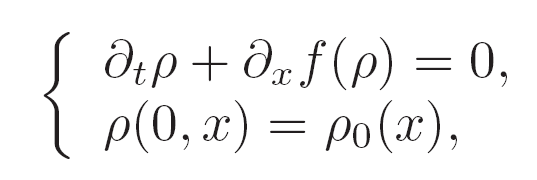 ∂ₜρ + ∂ₓf(ρ) = 0,
ρ(0, x) = ρ₀(x),